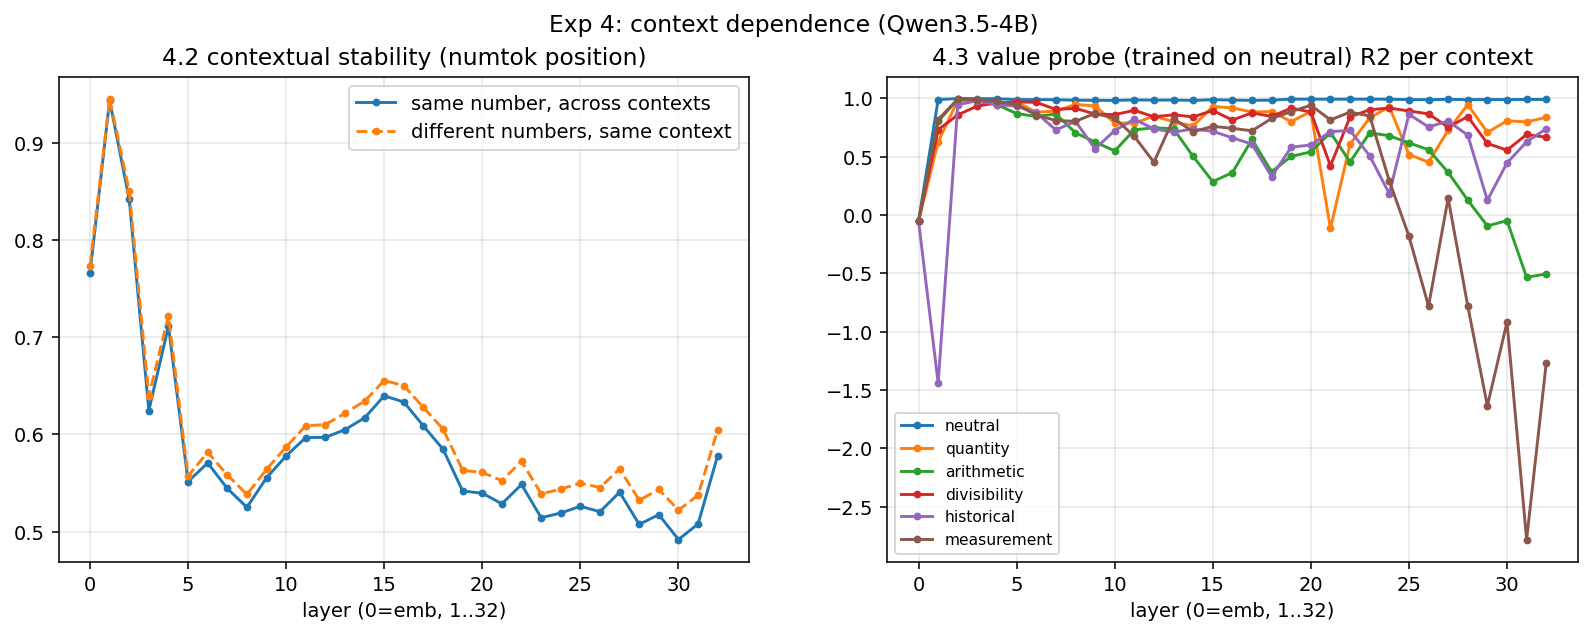 Exp 4: context dependence (Qwen3.5-4B)
4.2 contextual stability (numtok position)
same number, across contexts
different numbers, same context
0.9
0.8
0.7
0.6
0.5
0 5 10 15 20 25 30
layer (0=emb, 1..32)
4.3 value probe (trained on neutral) R2 per context
1.0
0.5
0.0
−0.5
−1.0
−1.5
−2.0
−2.5
neutral
quantity
arithmetic
divisibility
historical
measurement
0 5 10 15 20 25 30
layer (0=emb, 1..32)